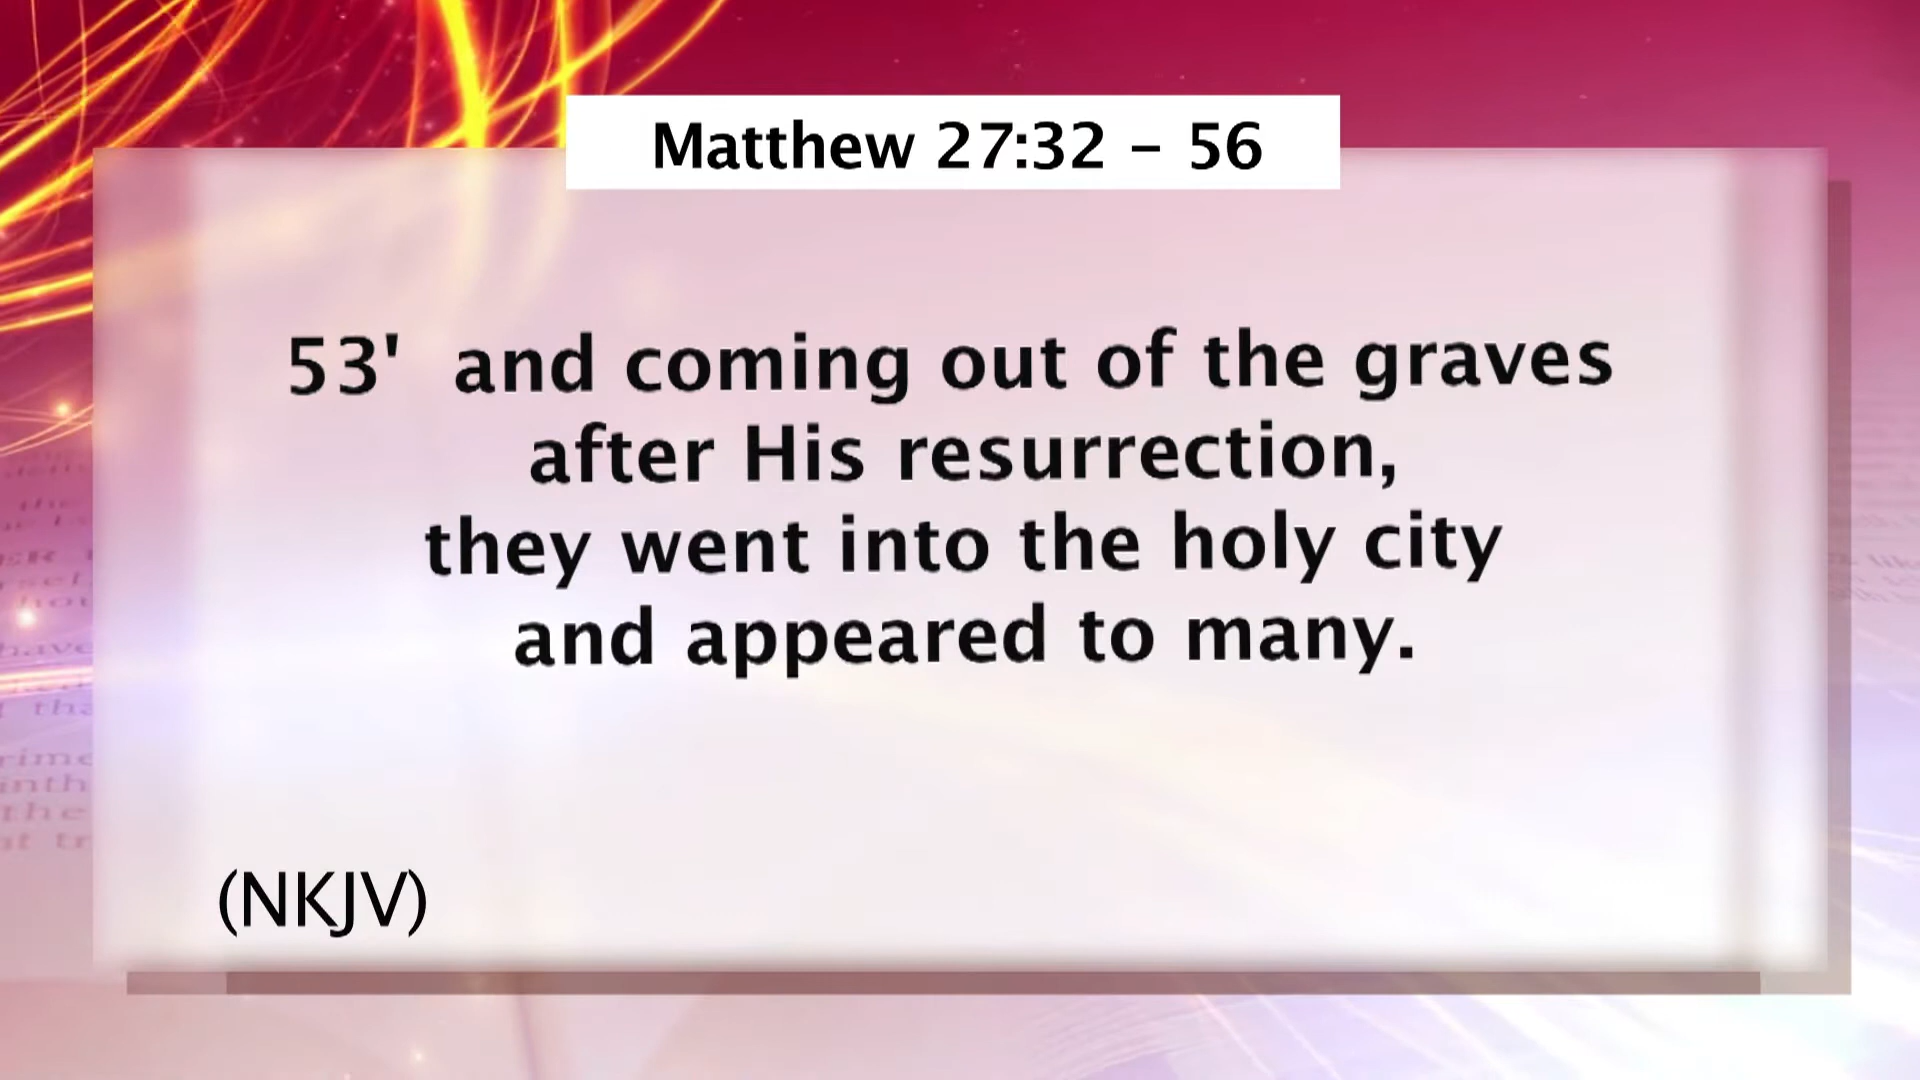 Matthew 27:32 – 56
53' and coming out of the graves
after His resurrection,
they went into the holy city
and appeared to many.
(NKJV)